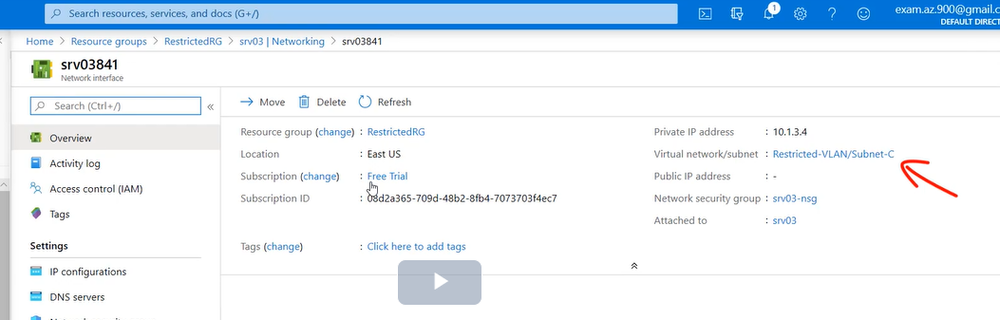 Search resources, services, and docs (G+/)
1
exam.az.900@gmail.c
DEFAULT DIRECT
Home > Resource groups > RestrictedRG > srv03 | Networking > srv03841
srv03841
Network interface
Search (Ctrl+/)
«
Overview
Activity log
Access control (IAM)
Tags
Settings
IP configurations
DNS servers
Move Delete Refresh
Resource group (change) : RestrictedRG
Location : East US
Subscription (change) : Free Trial
Subscription ID : 08d2a365-709d-48b2-8fb4-7073703f4ec7
Tags (change) : Click here to add tags
Private IP address : 10.1.3.4
Virtual network/subnet : Restricted-VLAN/Subnet-C
Public IP address : -
Network security group : srv03-nsg
Attached to : srv03